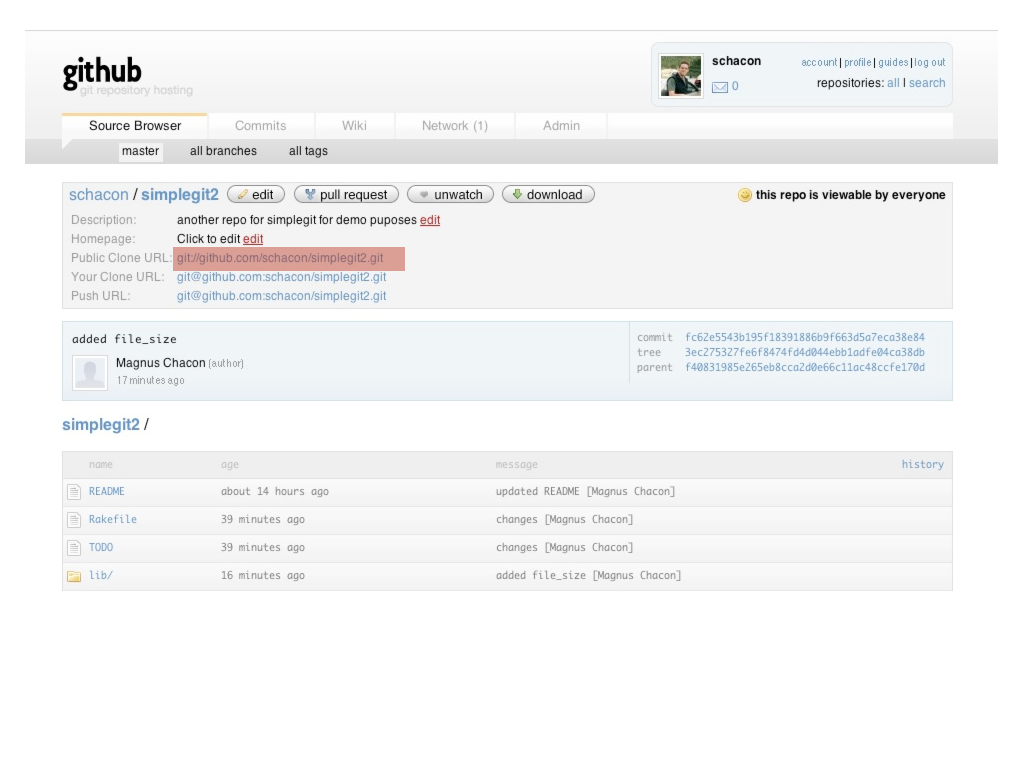 github
git repository hosting
schacon
account | profile | guides | log out
0
repositories: all | search
Source Browser Commits Wiki Network (1) Admin
master all branches all tags
schacon / simplegit2 edit pull request unwatch download this repo is viewable by everyone
Description: another repo for simplegit for demo puposes edit
Homepage: Click to edit edit
Public Clone URL: git://github.com/schacon/simplegit2.git
Your Clone URL: git@github.com:schacon/simplegit2.git
Push URL: git@github.com:schacon/simplegit2.git
added file_size
Magnus Chacon (author)
17 minutes ago
commit fc62e5543b195f18391886b9f663d5a7eca38e84
tree 3ec275327fe6f8474fd4d044ebb1adfe04ca38db
parent f40831985e265eb8cca2d0e66c11ac48ccfe170d
simplegit2 /
name age message history
README about 14 hours ago updated README [Magnus Chacon]
Rakefile 39 minutes ago changes [Magnus Chacon]
TODO 39 minutes ago changes [Magnus Chacon]
lib/ 16 minutes ago added file_size [Magnus Chacon]